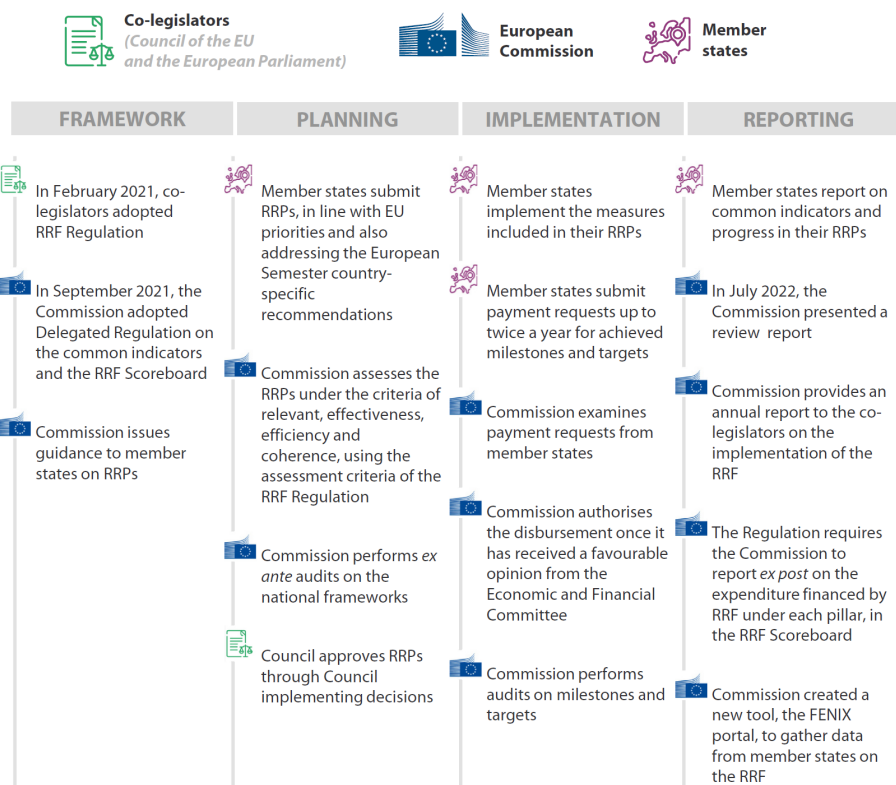 Co-legislators
(Council of the EU
and the European Parliament)
European
Commission
Member
states
FRAMEWORK
In February 2021, co-
legislators adopted
RRF Regulation
In September 2021, the
Commission adopted
Delegated Regulation on
the common indicators
and the RRF Scoreboard
Commission issues
guidance to member
states on RRPs
PLANNING
Member states submit
RRPs, in line with EU
priorities and also
addressing the European
Semester country-
specific
recommendations
Commission assesses the
RRPs under the criteria of
relevant, effectiveness,
efficiency and
coherence, using the
assessment criteria of the
RRF Regulation
Commission performs ex
ante audits on the
national frameworks
Council approves RRPs
through Council
implementing decisions
IMPLEMENTATION
Member states
implement the measures
included in their RRPs
Member states submit
payment requests up to
twice a year for achieved
milestones and targets
Commission examines
payment requests from
member states
Commission authorises
the disbursement once it
has received a favourable
opinion from the
Economic and Financial
Committee
Commission performs
audits on milestones and
targets
REPORTING
Member states report on
common indicators and
progress in their RRPs
In July 2022, the
Commission presented a
review report
Commission provides an
annual report to the co-
legislators on the
implementation of the
RRF
The Regulation requires
the Commission to
report ex post on the
expenditure financed by
RRF under each pillar, in
the RRF Scoreboard
Commission created a
new tool, the FENIX
portal, to gather data
from member states on
the RRF